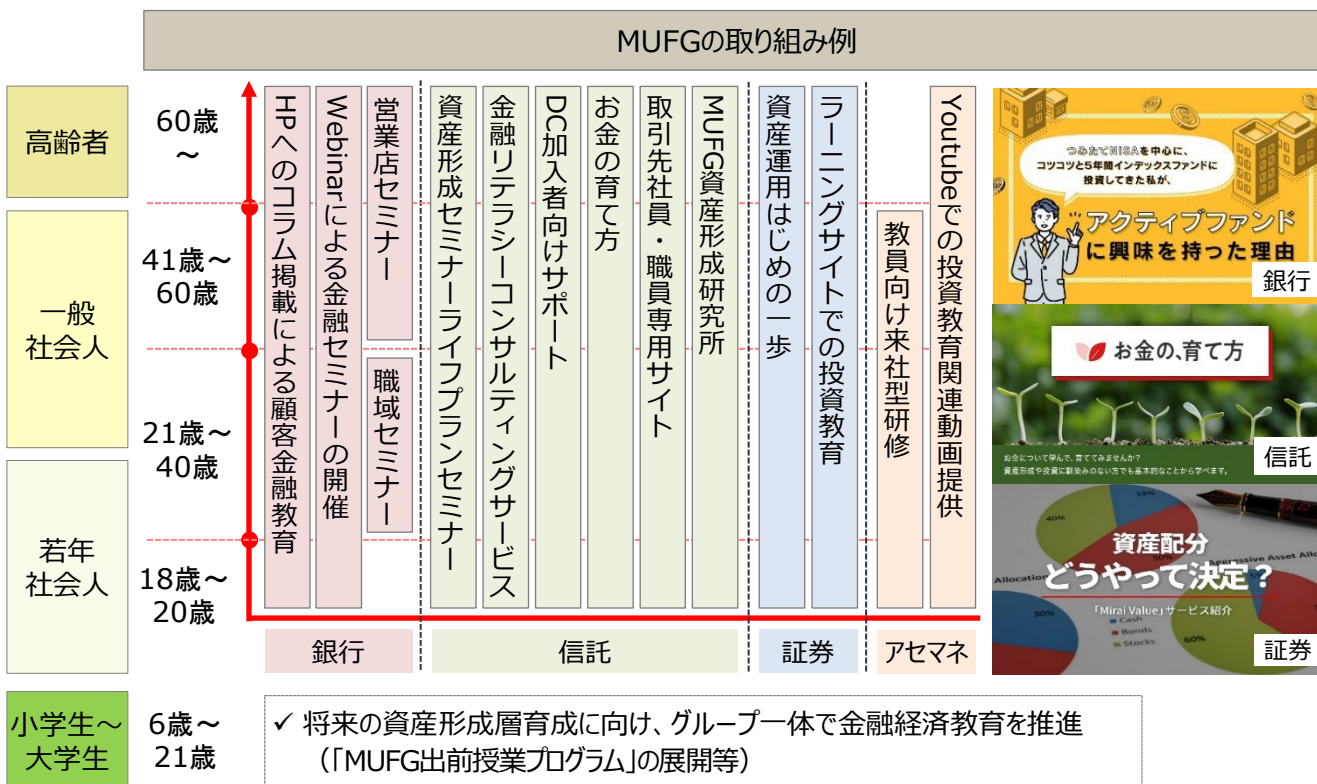 MUFGの取り組み例
高齢者
60歳
～
一般
社会人
41歳～
60歳
21歳～
40歳
若年
社会人
18歳～
20歳
HPへのコラム掲載による顧客金融教育
Webinarによる金融セミナーの開催
営業店セミナー
職域セミナー
資産形成セミナーライフプランセミナー
金融リテラシーコンサルティングサービス
DC加入者向けサポート
お金の育て方
取引先社員・職員専用サイト
MUFG資産形成研究所
資産運用はじめの一歩
ラーニングサイトでの投資教育
教員向け来社型研修
Youtubeでの投資教育関連動画提供
銀行
信託
証券
アセマネ
つみたてNISAを中心に、
コツコツと5年間インデックスファンドに
投資してきた私が、
アクティブファンド
に興味を持った理由
銀行
お金の、育て方
お金について学んで、育ててみませんか?
資産形成や投資に馴染みのない方でも基本的なことから学べます。
信託
19%
40%
50%
5%
資産配分
Aggressive Asset Alloc
Allocation
どうやって決定？
「Mirai Value」サービス紹介
30%
Cash
Bonds
Stocks
60%
証券
小学生～
大学生
6歳～
21歳
✓ 将来の資産形成層育成に向け、グループ一体で金融経済教育を推進
（「MUFG出前授業プログラム」の展開等）